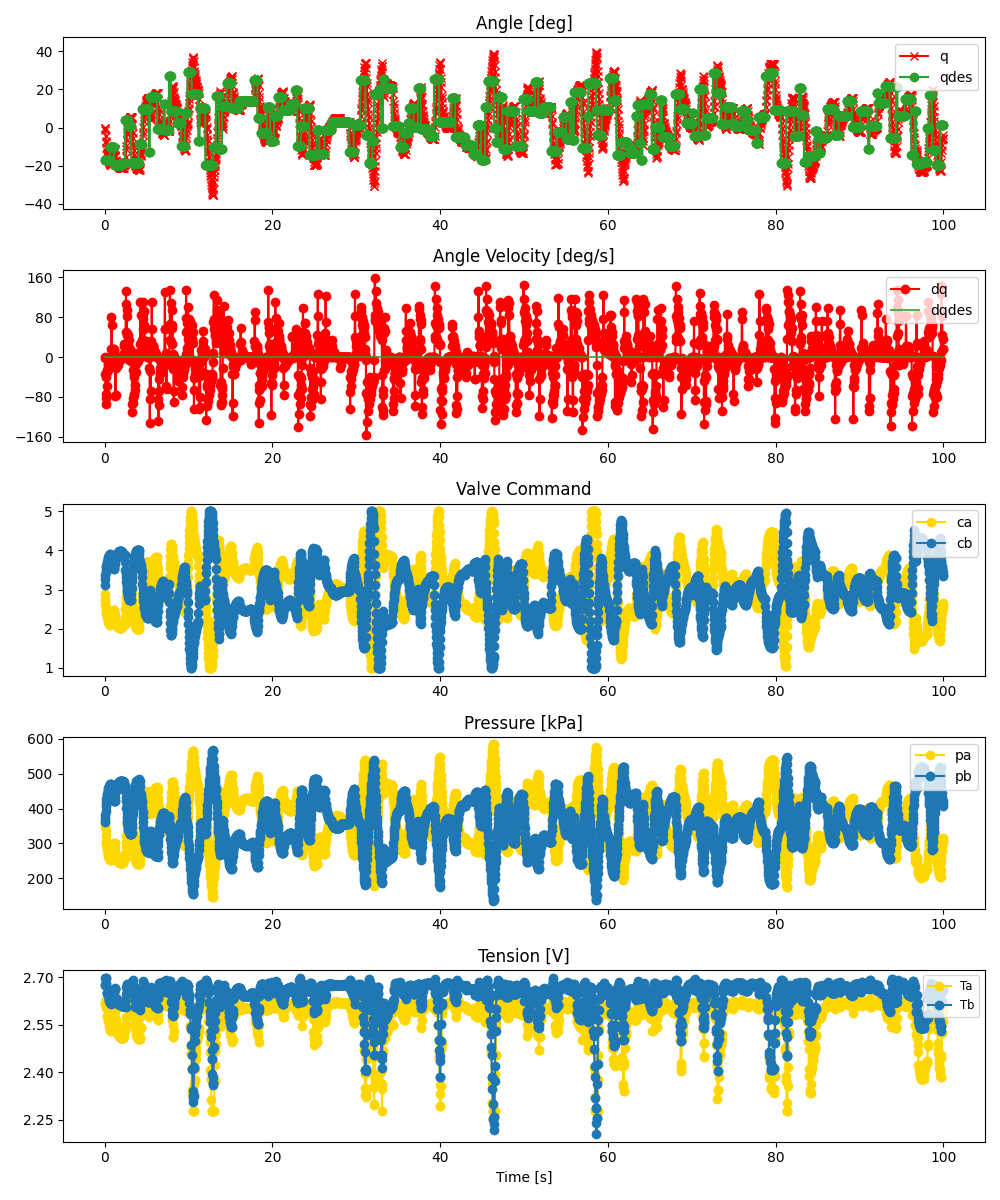 Angle [deg]
40
20
0
−20
−40
q
qdes
0 20 40 60 80 100
Angle Velocity [deg/s]
160
80
0
−80
−160
dq
dqdes
0 20 40 60 80 100
Valve Command
5
4
3
2
1
ca
cb
0 20 40 60 80 100
Pressure [kPa]
600
500
400
300
200
pa
pb
0 20 40 60 80 100
Tension [V]
2.70
2.55
2.40
2.25
Ta
Tb
0 20 40 60 80 100
Time [s]